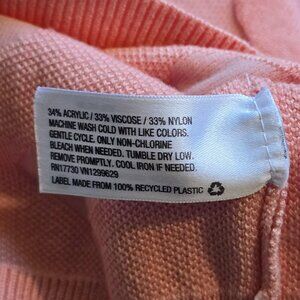 34% ACRYLIC / 33% VISCOSE / 33% NYLON
MACHINE WASH COLD WITH LIKE COLORS.
GENTLE CYCLE. ONLY NON-CHLORINE
BLEACH WHEN NEEDED. TUMBLE DRY LOW.
REMOVE PROMPTLY. COOL IRON IF NEEDED.
RN17730 VN1299629
LABEL MADE FROM 100% RECYCLED PLASTIC